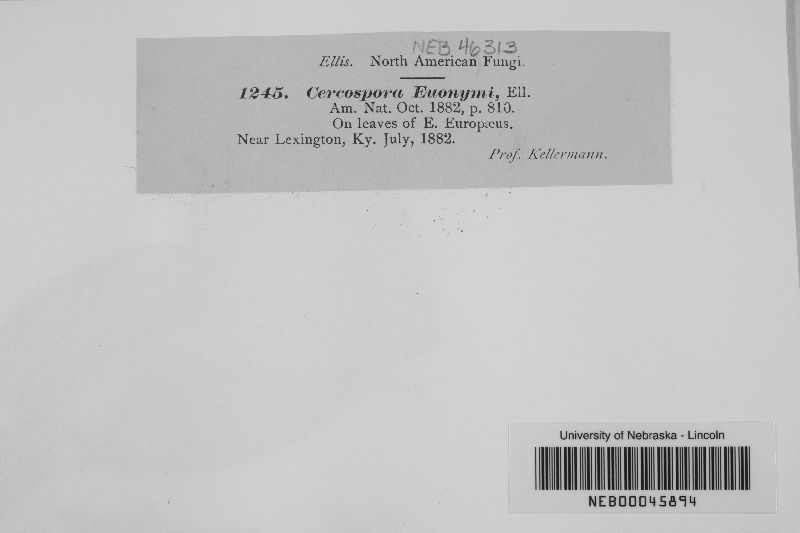 NEB 46313
Ellis. North American Fungi.
1245. Cercospora Euonymi, Ell.
Am. Nat. Oct. 1882, p. 810.
On leaves of E. Europæus.
Near Lexington, Ky. July, 1882.
Prof. Kellermann.
University of Nebraska - Lincoln
NEB00045894